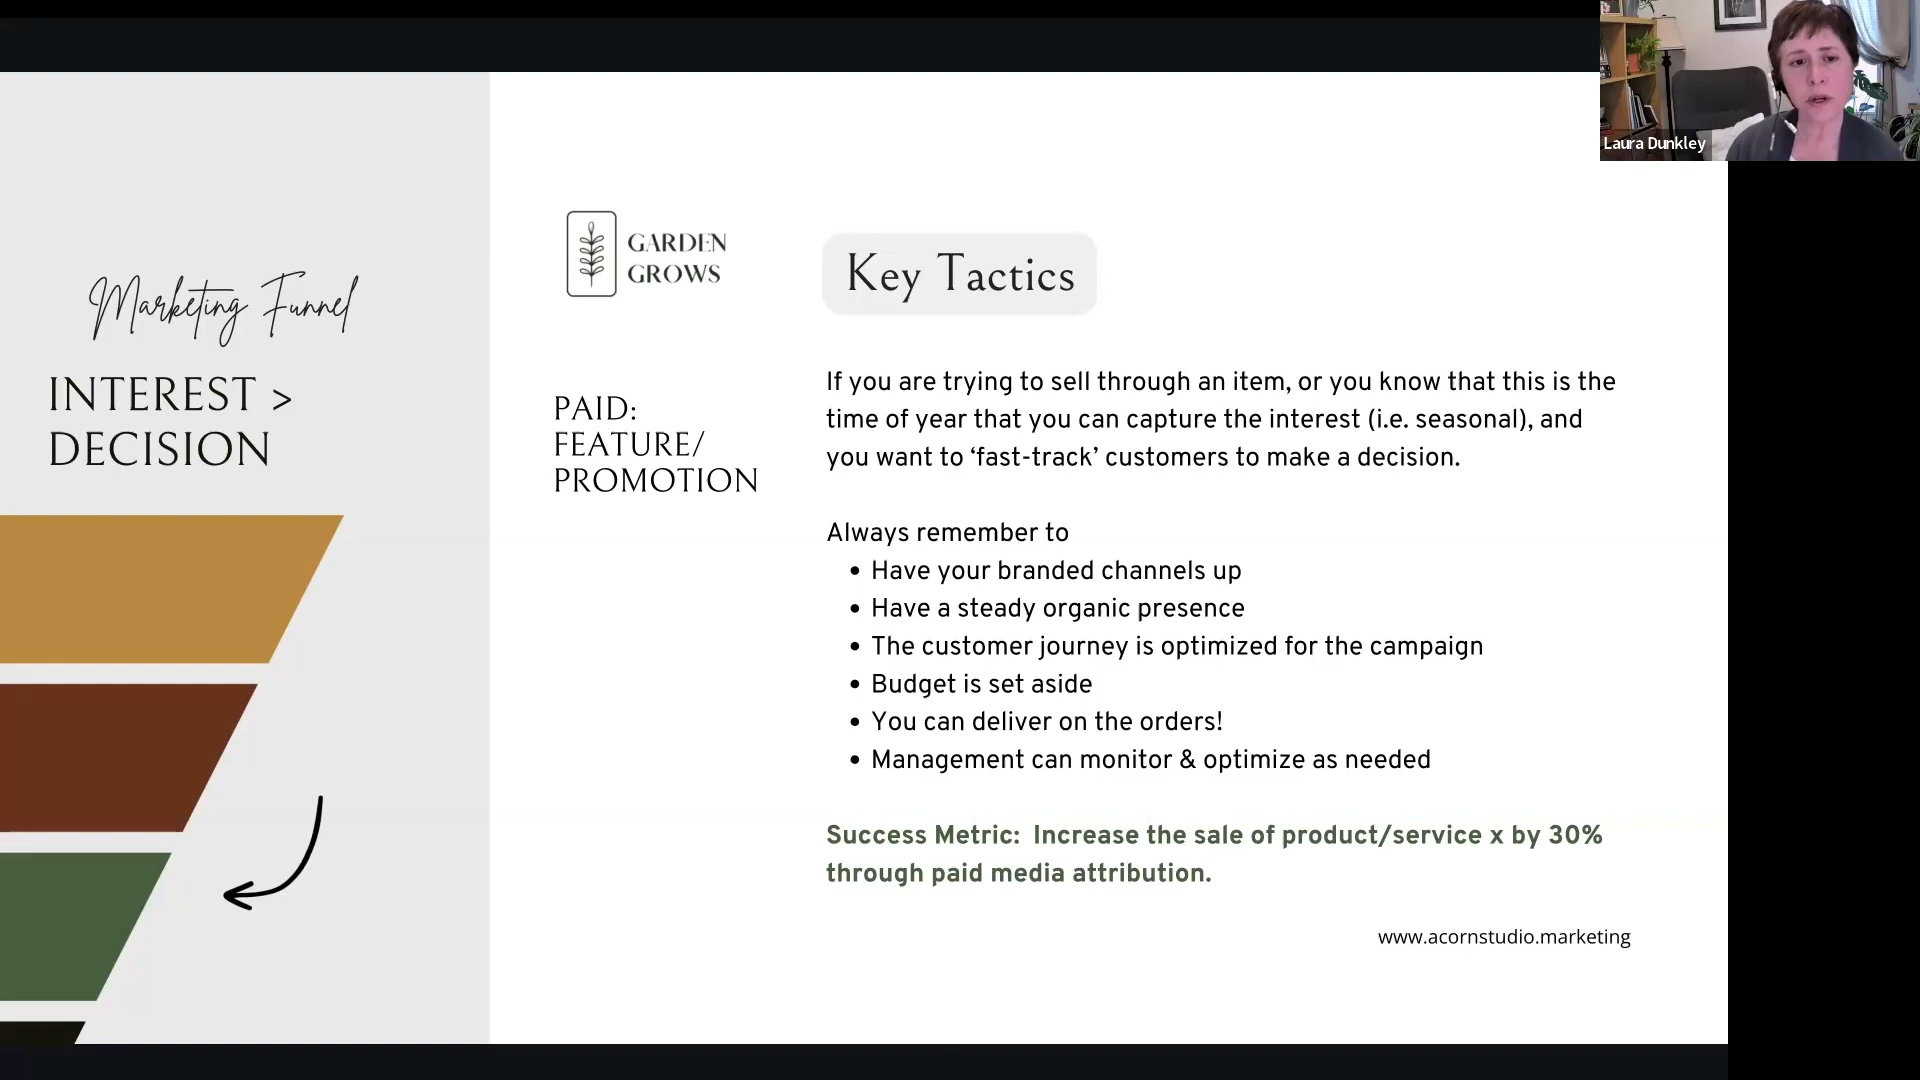 Laura Dunkley
Marketing Funnel
INTEREST >
DECISION
GARDEN
GROWS
PAID:
FEATURE/
PROMOTION
Key Tactics
If you are trying to sell through an item, or you know that this is the
time of year that you can capture the interest (i.e. seasonal), and
you want to ‘fast-track’ customers to make a decision.
Always remember to
• Have your branded channels up
• Have a steady organic presence
• The customer journey is optimized for the campaign
• Budget is set aside
• You can deliver on the orders!
• Management can monitor & optimize as needed
Success Metric: Increase the sale of product/service x by 30%
through paid media attribution.
www.acornstudio.marketing